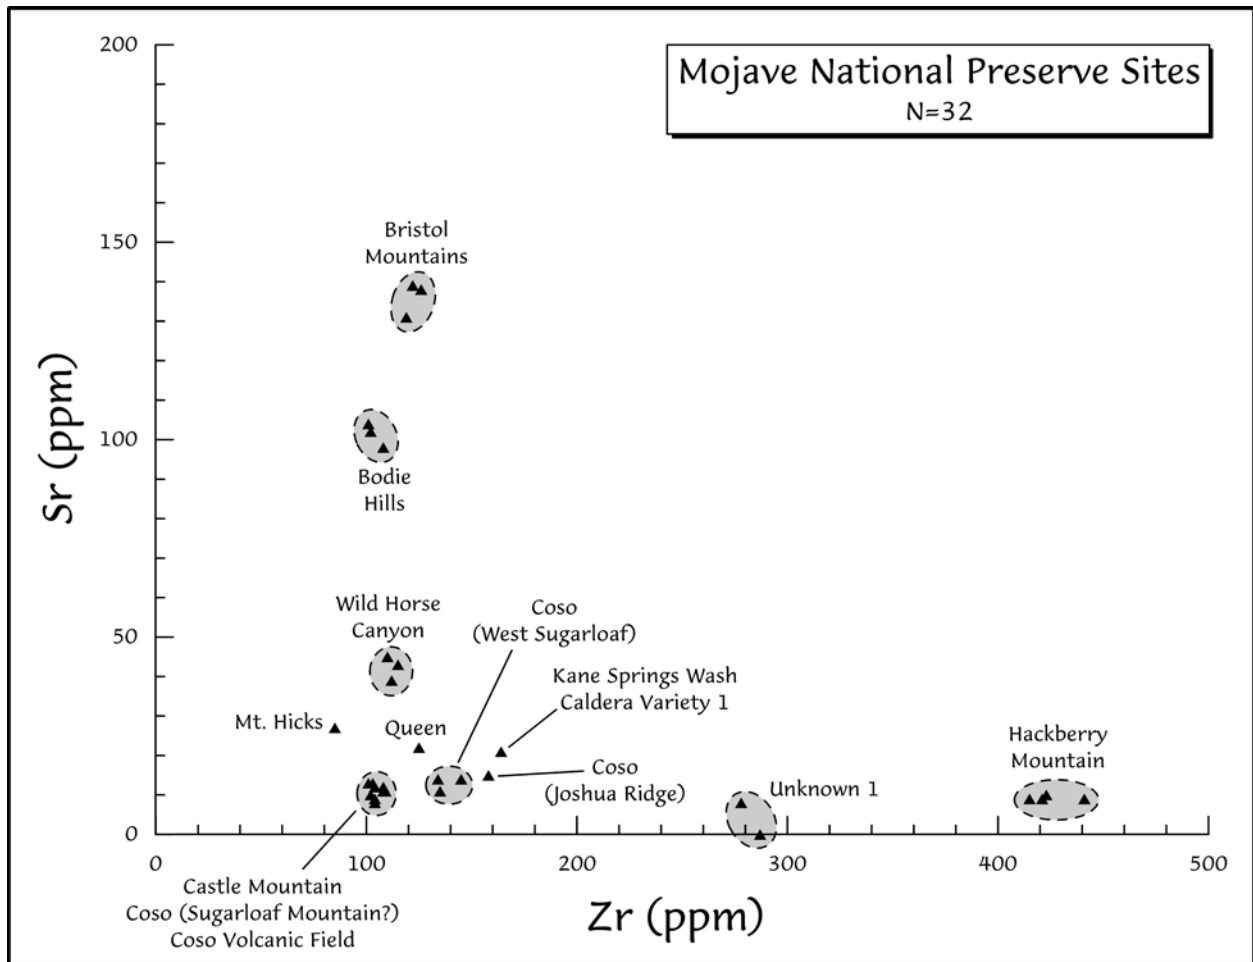 Mojave National Preserve Sites
N=32
200
150
100
50
0
Sr (ppm)
Bristol
Mountains
Bodie
Hills
Wild Horse
Canyon
Coso
(West Sugarloaf)
Kane Springs Wash
Caldera Variety 1
Mt. Hicks
Queen
Coso
(Joshua Ridge)
Unknown 1
Hackberry
Mountain
0
100
200
300
400
500
Castle Mountain
Coso (Sugarloaf Mountain?)
Coso Volcanic Field
Zr (ppm)